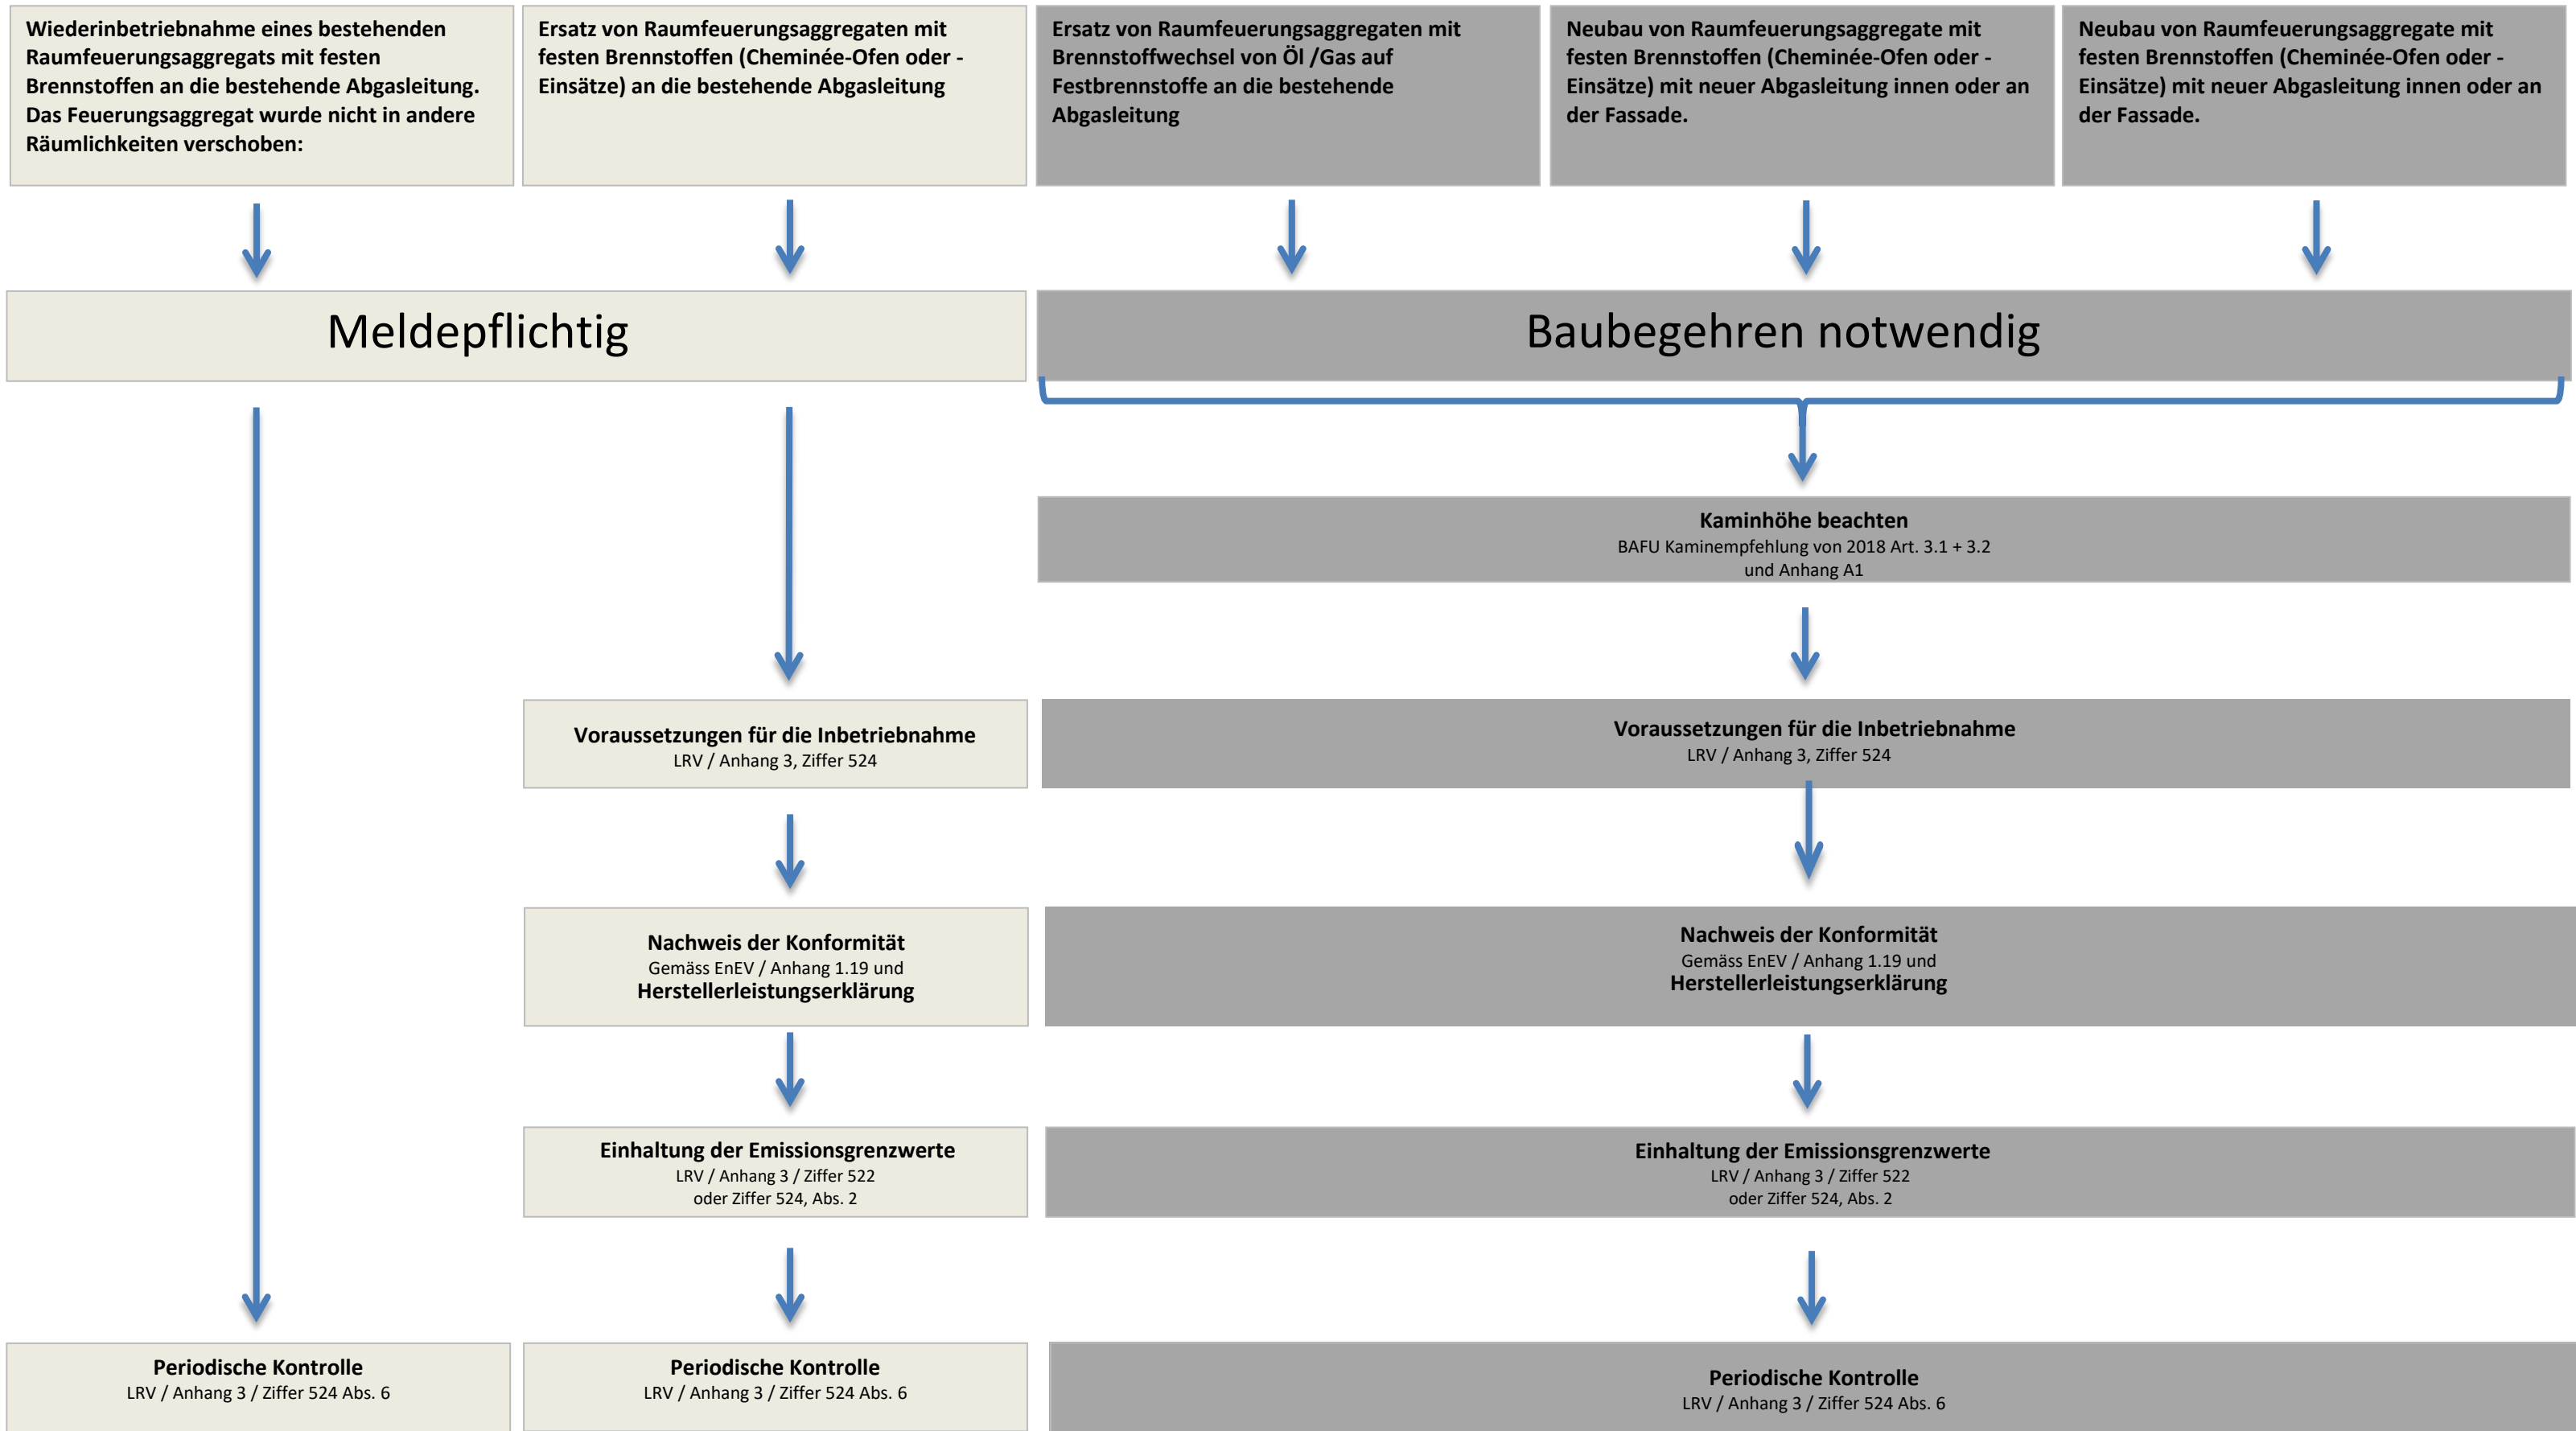 Wiederinbetriebnahme eines bestehenden
Raumfeuerungsaggregats mit festen
Brennstoffen an die bestehende Abgasleitung.
Das Feuerungsaggregat wurde nicht in andere
Räumlichkeiten verschoben:
Ersatz von Raumfeuerungsaggregaten mit
festen Brennstoffen (Cheminée-Ofen oder -
Einsätze) an die bestehende Abgasleitung
Ersatz von Raumfeuerungsaggregaten mit
Brennstoffwechsel von Öl /Gas auf
Festbrennstoffe an die bestehende
Abgasleitung
Neubau von Raumfeuerungsaggregate mit
festen Brennstoffen (Cheminée-Ofen oder -
Einsätze) mit neuer Abgasleitung innen oder an
der Fassade.
Neubau von Raumfeuerungsaggregate mit
festen Brennstoffen (Cheminée-Ofen oder -
Einsätze) mit neuer Abgasleitung innen oder an
der Fassade.
Meldepflichtig
Baubegehren notwendig
Kaminhöhe beachten
BAFU Kaminempfehlung von 2018 Art. 3.1 + 3.2
und Anhang A1
Voraussetzungen für die Inbetriebnahme
LRV / Anhang 3, Ziffer 524
Voraussetzungen für die Inbetriebnahme
LRV / Anhang 3, Ziffer 524
Nachweis der Konformität
Gemäss EnEV / Anhang 1.19 und
Herstellerleistungserklärung
Nachweis der Konformität
Gemäss EnEV / Anhang 1.19 und
Herstellerleistungserklärung
Einhaltung der Emissionsgrenzwerte
LRV / Anhang 3 / Ziffer 522
oder Ziffer 524, Abs. 2
Einhaltung der Emissionsgrenzwerte
LRV / Anhang 3 / Ziffer 522
oder Ziffer 524, Abs. 2
Periodische Kontrolle
LRV / Anhang 3 / Ziffer 524 Abs. 6
Periodische Kontrolle
LRV / Anhang 3 / Ziffer 524 Abs. 6
Periodische Kontrolle
LRV / Anhang 3 / Ziffer 524 Abs. 6